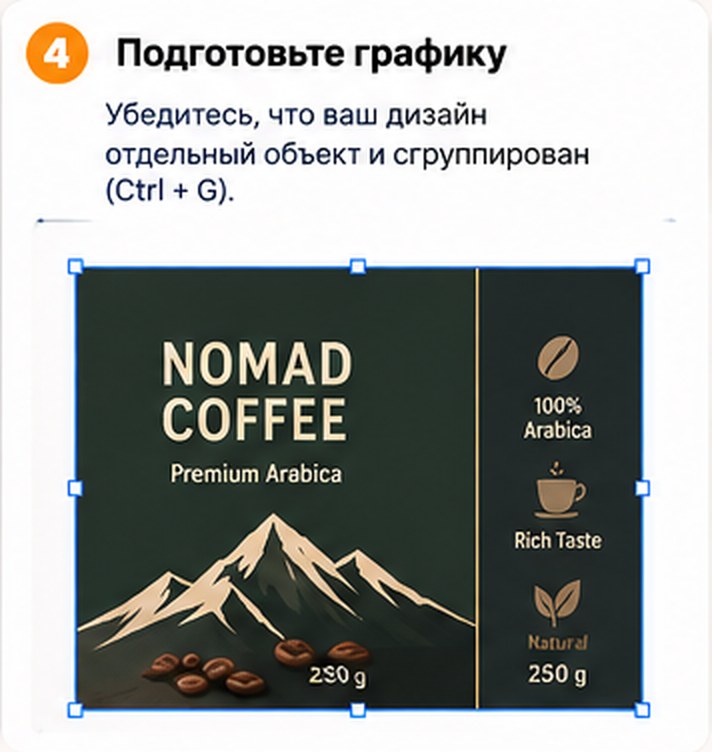 4 Подготовьте графику
Убедитесь, что ваш дизайн
отдельный объект и сгруппирован
(Ctrl + G).
NOMAD
COFFEE
Premium Arabica
250 g
100%
Arabica
Rich Taste
Natural
250 g